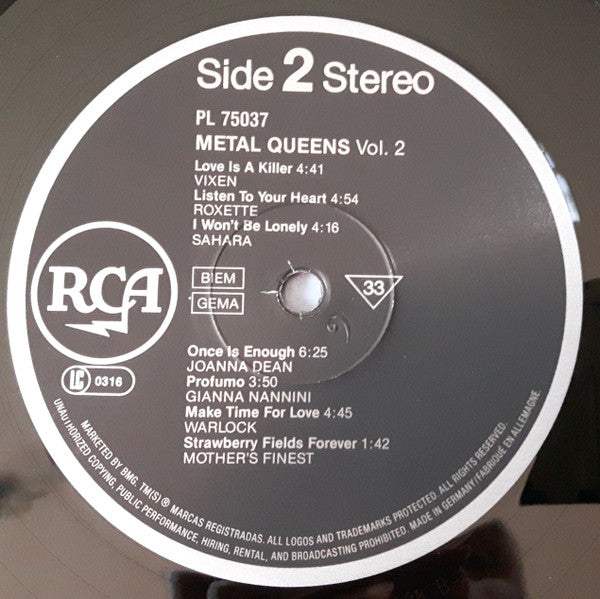 Side 2 Stereo
PL 75037
METAL QUEENS Vol. 2
Love Is A Killer 4:41
VIXEN
Listen To Your Heart 4:54
ROXETTE
I Won't Be Lonely 4:16
SAHARA
RCA
BIEM
GEMA
33
LC 0316
Once Is Enough 6:25
JOANNA DEAN
Profumo 3:50
GIANNA NANNINI
Make Time For Love 4:45
WARLOCK
Strawberry Fields Forever 1:42
MOTHER'S FINEST
MARKETED BY BMG. TM(S) ® MARCAS REGISTRADAS. ALL LOGOS AND TRADEMARKS PROTECTED. ALL RIGHTS RESERVED.
UNAUTHORIZED COPYING, PUBLIC PERFORMANCE, HIRING, RENTAL, AND BROADCASTING PROHIBITED. MADE IN GERMANY/FABRIQUÉ EN ALLEMAGNE.